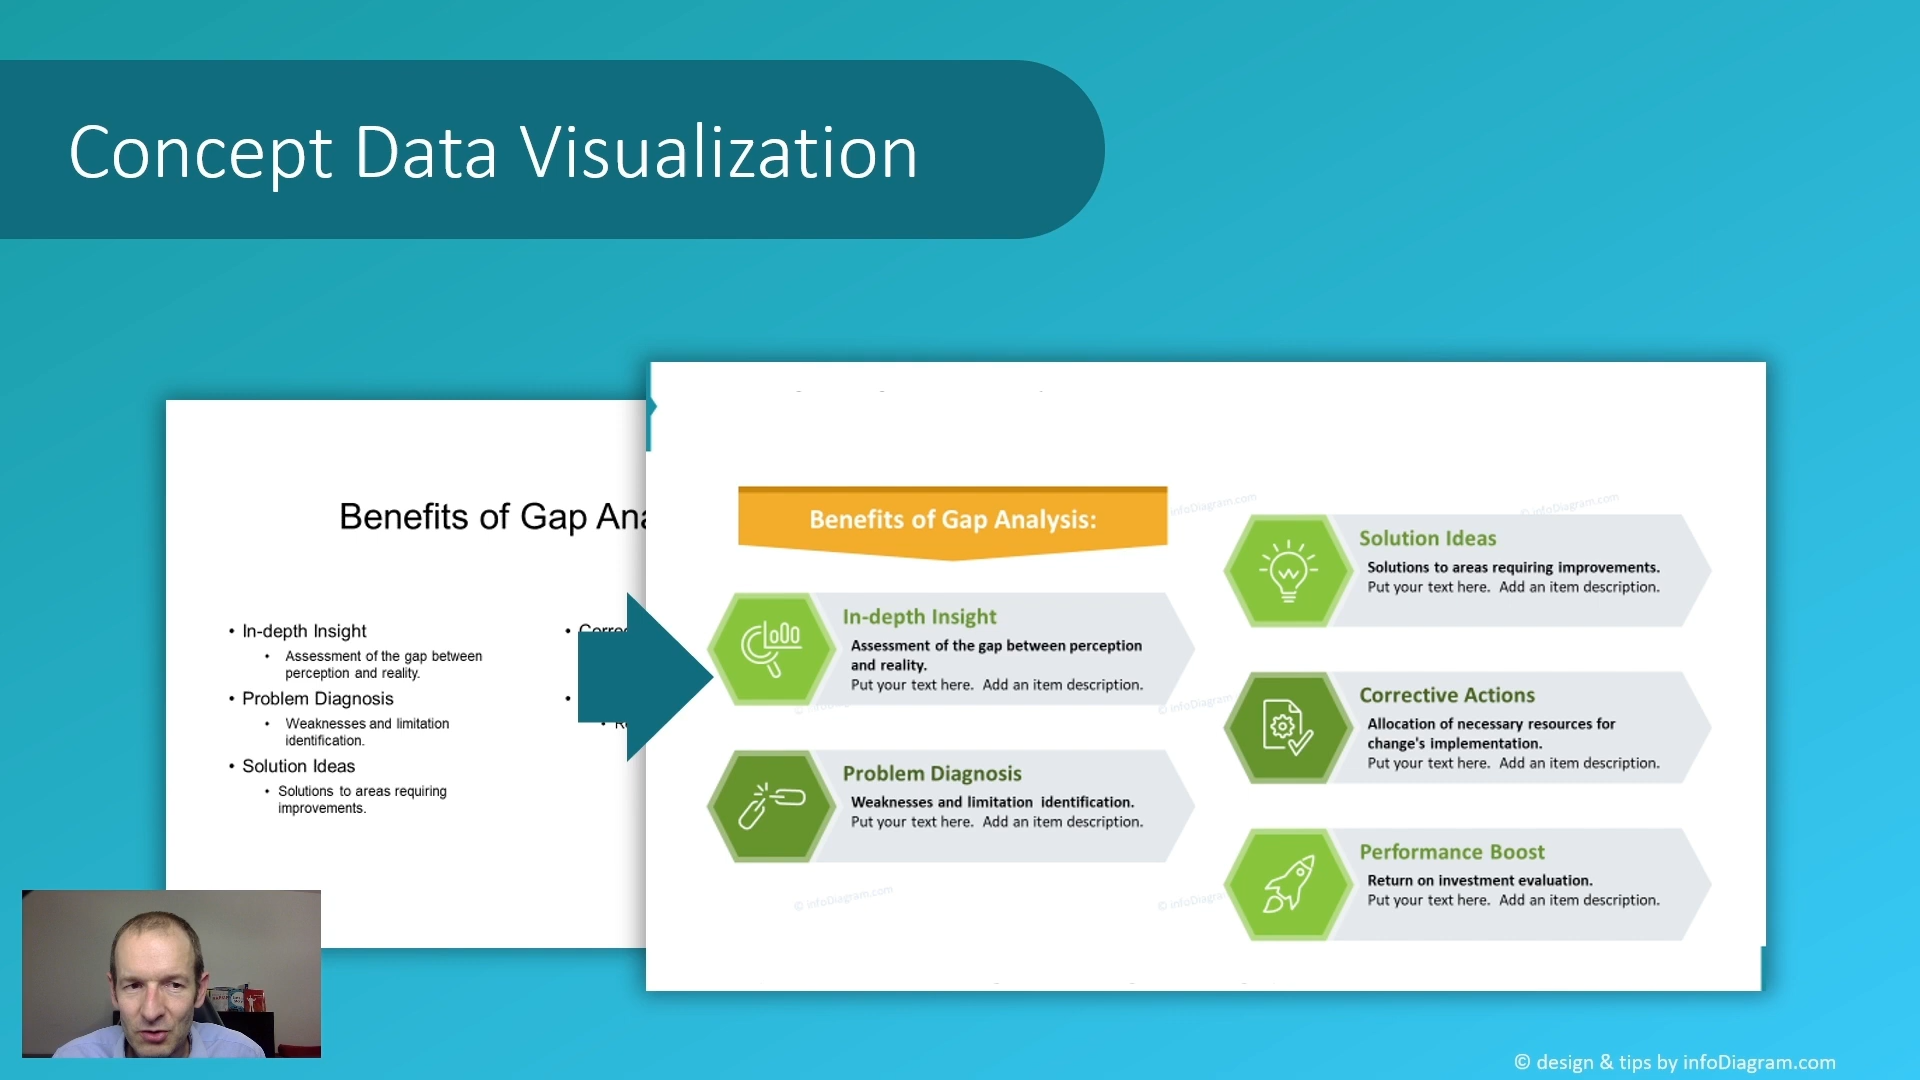 Concept Data Visualization
Benefits of Gap
• In-depth Insight
• Assessment of the gap between
perception and reality.
• Problem Diagnosis
• Weaknesses and limitation
identification.
• Solution Ideas
• Solutions to areas requiring
improvements.
Benefits of Gap Analysis:
In-depth Insight
Assessment of the gap between perception
and reality.
Put your text here. Add an item description.
Problem Diagnosis
Weaknesses and limitation identification.
Put your text here. Add an item description.
Solution Ideas
Solutions to areas requiring improvements.
Put your text here. Add an item description.
Corrective Actions
Allocation of necessary resources for
change's implementation.
Put your text here. Add an item description.
Performance Boost
Return on investment evaluation.
Put your text here. Add an item description.
© infoDiagram.com
© infoDiagram.com
© infoDiagram.com
© design & tips by infoDiagram.com